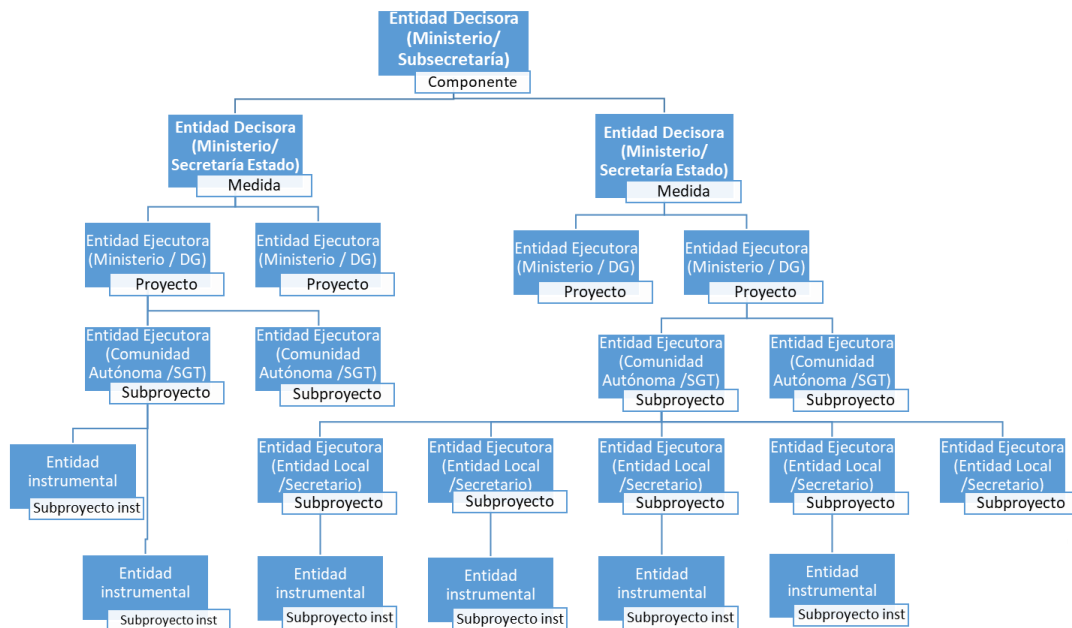 Entidad Decisora
(Ministerio/
Subsecretaría)
Componente
Entidad Decisora
(Ministerio/
Secretaría Estado)
Medida
Entidad Decisora
(Ministerio/
Secretaría Estado)
Medida
Entidad Ejecutora
(Ministerio / DG)
Proyecto
Entidad Ejecutora
(Ministerio / DG)
Proyecto
Entidad Ejecutora
(Ministerio / DG)
Proyecto
Entidad Ejecutora
(Ministerio / DG)
Proyecto
Entidad Ejecutora
(Comunidad
Autónoma /SGT)
Subproyecto
Entidad Ejecutora
(Comunidad
Autónoma /SGT)
Subproyecto
Entidad Ejecutora
(Comunidad
Autónoma /SGT)
Subproyecto
Entidad Ejecutora
(Comunidad
Autónoma /SGT)
Subproyecto
Entidad
instrumental
Subproyecto inst
Entidad Ejecutora
(Entidad Local
/Secretario)
Subproyecto
Entidad Ejecutora
(Entidad Local
/Secretario)
Subproyecto
Entidad Ejecutora
(Entidad Local
/Secretario)
Subproyecto
Entidad Ejecutora
(Entidad Local
/Secretario)
Subproyecto
Entidad Ejecutora
(Entidad Local
/Secretario)
Subproyecto
Entidad
instrumental
Subproyecto inst
Entidad
instrumental
Subproyecto inst
Entidad
instrumental
Subproyecto inst
Entidad
instrumental
Subproyecto inst
Entidad
instrumental
Subproyecto inst